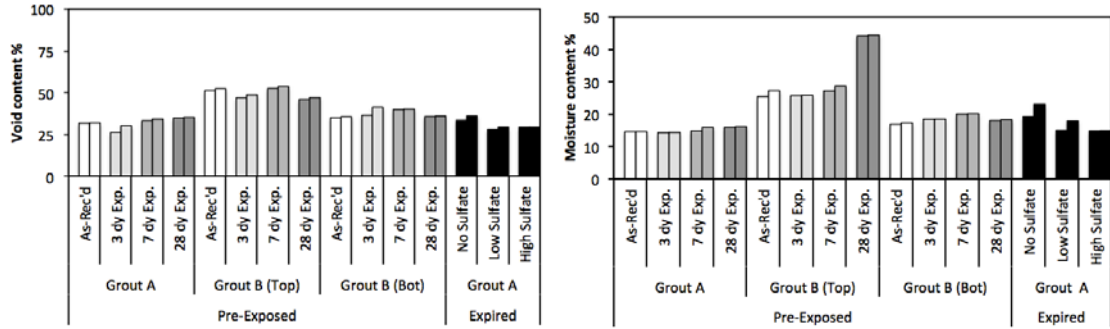 Void content %
100
75
50
25
0
As-Rec'd
3 dy Exp.
7 dy Exp.
28 dy Exp.
As-Rec'd
3 dy Exp.
7 dy Exp.
28 dy Exp.
As-Rec'd
3 dy Exp.
7 dy Exp.
28 dy Exp.
No Sulfate
Low Sulfate
High Sulfate
Grout A
Grout B (Top)
Grout B (Bot)
Grout A
Pre-Exposed
Expired
Moisture content %
50
40
30
20
10
0
As-Rec'd
3 dy Exp.
7 dy Exp.
28 dy Exp.
As-Rec'd
3 dy Exp.
7 dy Exp.
28 dy Exp.
As-Rec'd
3 dy Exp.
7 dy Exp.
28 dy Exp.
No Sulfate
Low Sulfate
High Sulfate
Grout A
Grout B (Top)
Grout B (Bot)
Grout A
Pre-Exposed
Expired